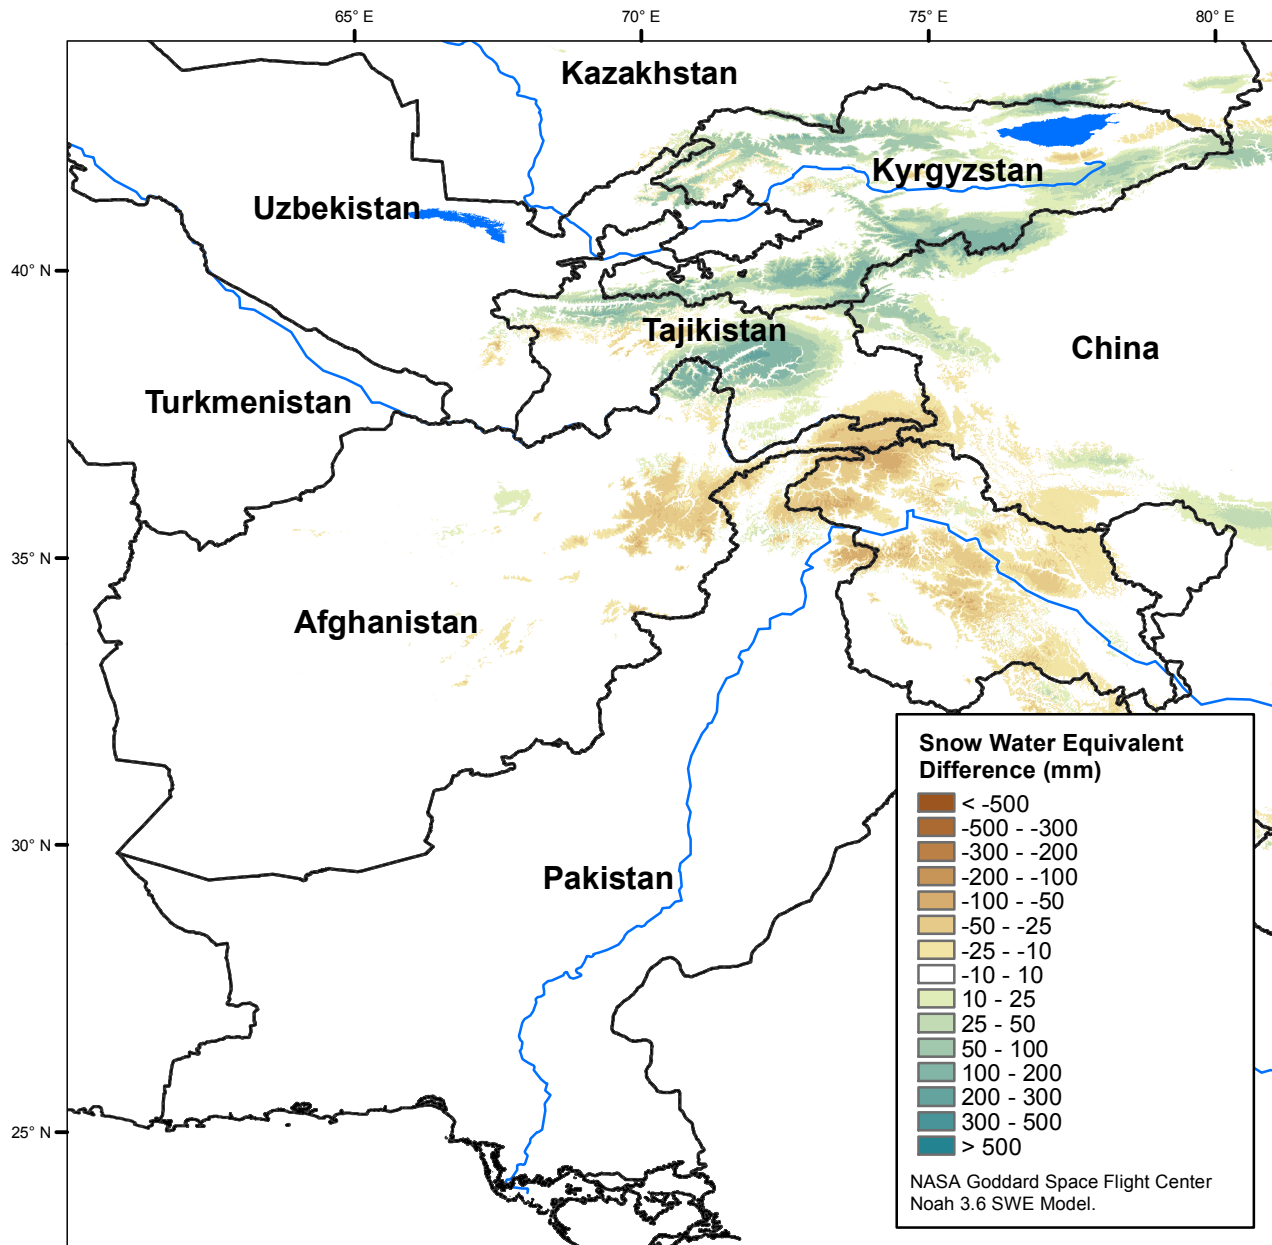 65° E
70° E
75° E
80° E
Kazakhstan
Kyrgyzstan
Uzbekistan
40° N
Tajikistan
China
Turkmenistan
35° N
Afghanistan
Snow Water Equivalent
Difference (mm)
< -500
-500 - -300
-300 - -200
-200 - -100
-100 - -50
-50 - -25
-25 - -10
-10 - 10
10 - 25
25 - 50
50 - 100
100 - 200
200 - 300
300 - 500
> 500
30° N
Pakistan
25° N
NASA Goddard Space Flight Center
Noah 3.6 SWE Model.